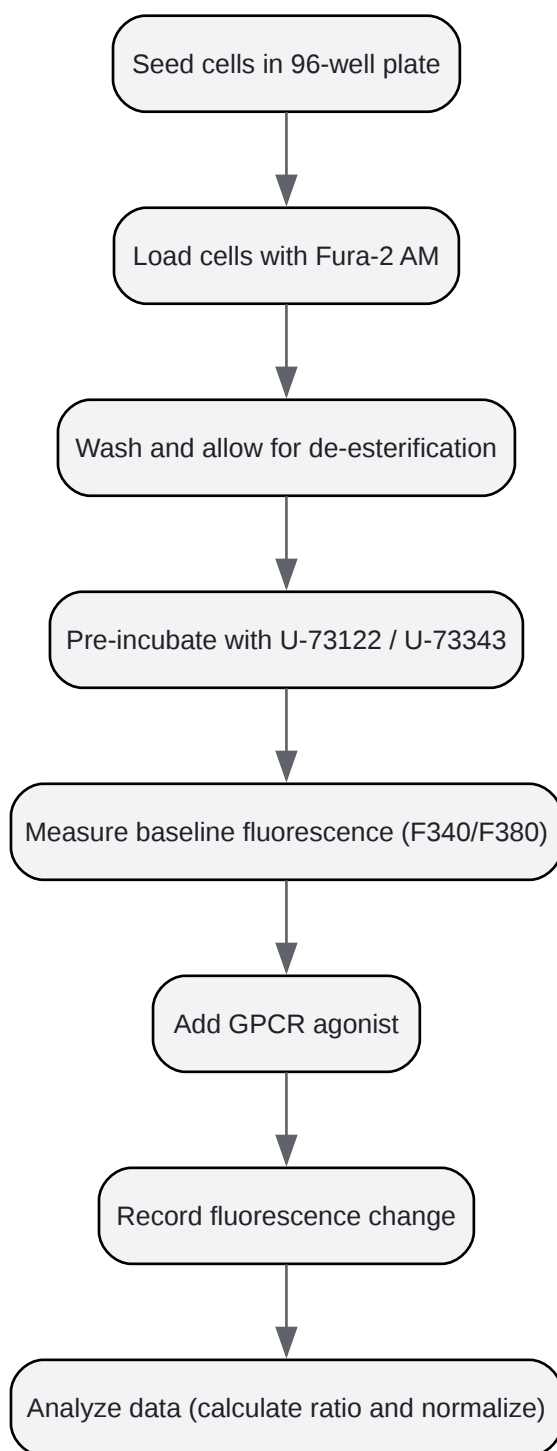 Seed cells in 96-well plate
Load cells with Fura-2 AM
Wash and allow for de-esterification
Pre-incubate with U-73122 / U-73343
Measure baseline fluorescence (F340/F380)
Add GPCR agonist
Record fluorescence change
Analyze data (calculate ratio and normalize)